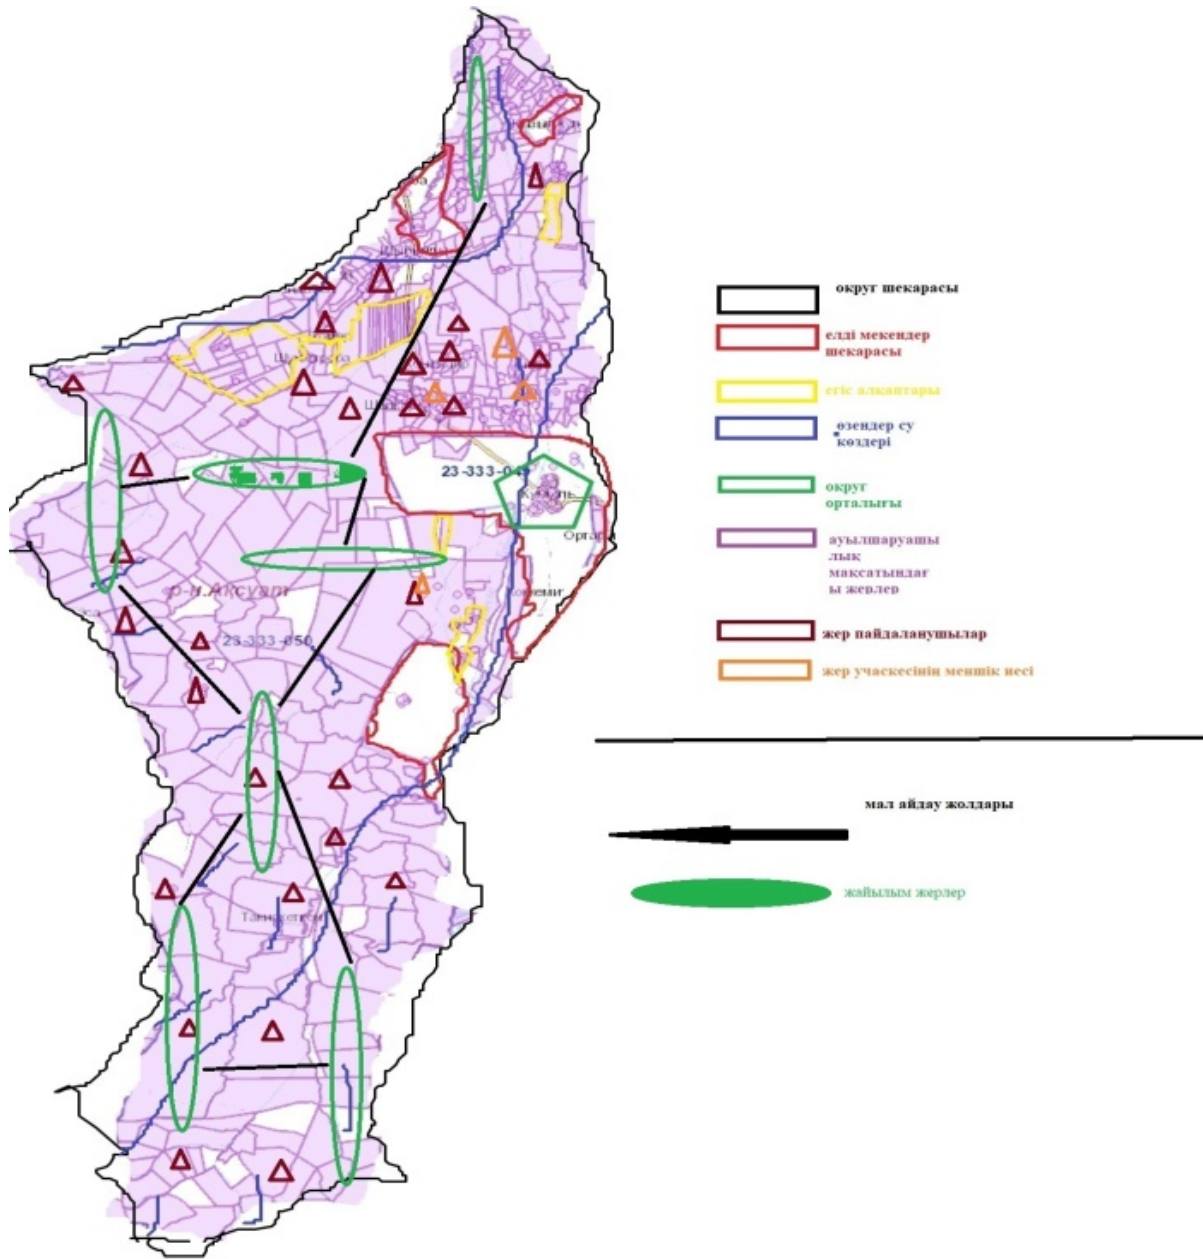 23-333-049
р-н.Аксуат
23-333-050
округ шекарасы
елді мекендер
шекарасы
егіс алқаптары
өзендер су
көздері
округ
орталығы
ауылшаруашы
лық
мақсатындағ
ы жерлер
жер пайдаланушылар
жер учаскесінің меншік иесі
мал айдау жолдары
жайылым жерлер